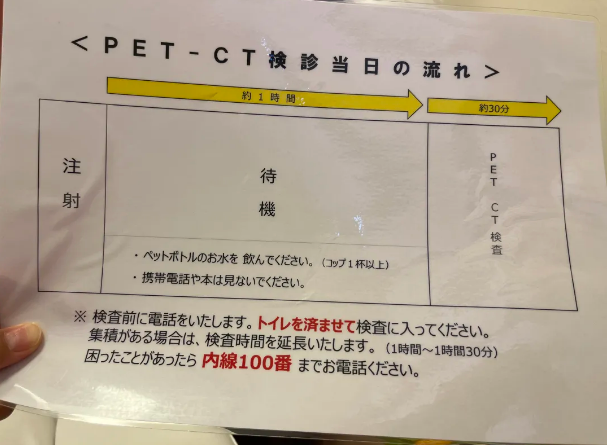 ＜PET-CT検診当日の流れ＞
約1時間
約30分
注射
待機
PET CT 検査
・ペットボトルのお水を 飲んでください。（コップ1杯以上）
・携帯電話や本は見ないでください。
※ 検査前に電話をいたします。トイレを済ませて検査に入ってください。
集積がある場合は、検査時間を延長いたします。（1時間～1時間30分）
困ったことがあったら 内線100番 までお電話ください。